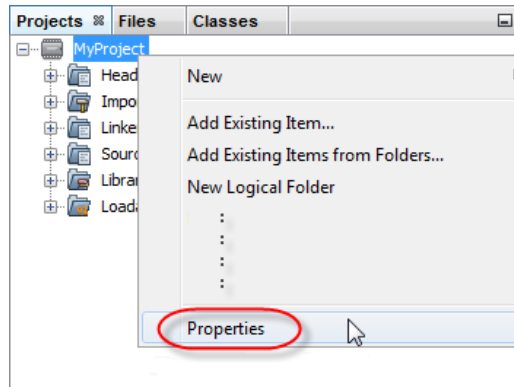 Projects Files Classes
MyProject
Head
New
Impo
Add Existing Item...
Linke
Add Existing Items from Folders...
Sourc
New Logical Folder
Librar
:
Loada
:
:
:
Properties